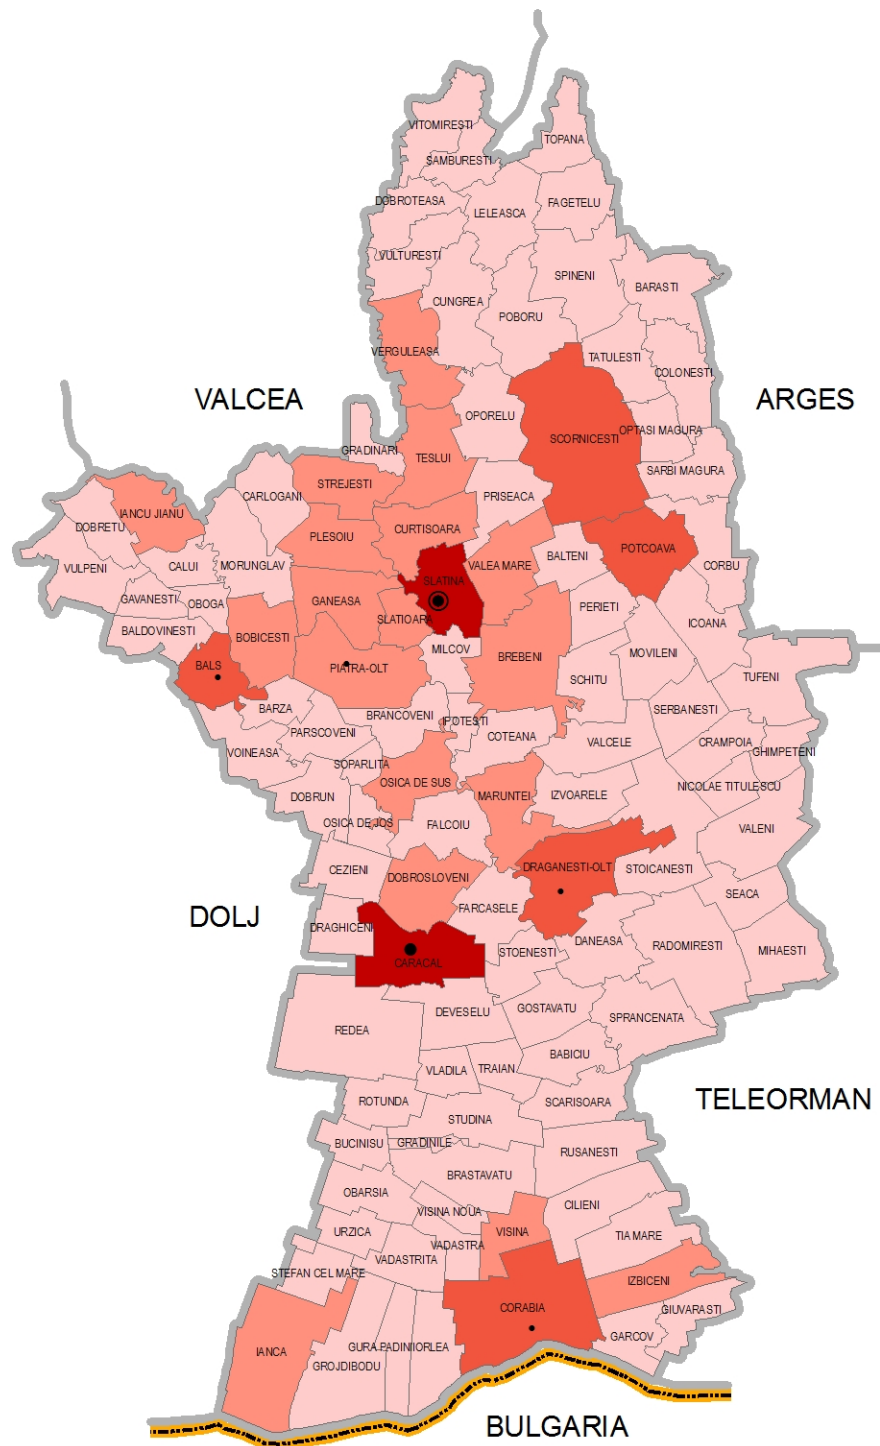 VITOMIRESTI
TOPANA
SAMBURESTI
DOBROTEASA
FAGETELU
LELEASCA
VULTURESTI
SPINENI
BARASTI
CUNGREA
POBORU
VERGULEASA
TATULESTI
COLONESTI
VALCEA
ARGES
OPORELU
OPTASI MAGURA
SCORNICESTI
GRADINARI
TESLUI
SARBI MAGURA
STREJESTI
CARLOGANI
PRISEACA
IANCU JIANU
DOBRETU
CURTISOARA
PLESOIU
POTCOAVA
BALTENI
VALEA MARE
CORBU
VULPENI
CALUI
MORUNGLAV
SLATINA
GAVANESTI
OBOGA
GANEASA
PERIETI
SLATIOARA
ICOANA
BALDOVINESTI
BOBICESTI
MILCOV
BREBENI
MOVILENI
BALS
PIATRA-OLT
SCHITU
TUFENI
BARZA
BRANCOVENI
IPOTESTI
SERBANESTI
PARSCOVENI
COTEANA
VALCELE
CRAMPOIA
GHIMPETENI
VOINEASA
SOPARLITA
OSICA DE SUS
NICOLAE TITULESCU
DOBRUN
MARUNTEI
IZVOARELE
OSICA DE JOS
FALCOIU
VALENI
CEZIENI
DOBROSLOVENI
DRAGANESTI-OLT
STOICANESTI
SEACA
DOLJ
FARCASELE
DRAGHICENI
DANEASA
RADOMIRESTI
MIHAESTI
STOENESTI
CARACAL
DEVESELU
GOSTAVATU
SPRANCENATA
REDEA
BABICIU
VLADILA
TRAIAN
TELEORMAN
ROTUNDA
SCARISOARA
STUDINA
BUCINISU
GRADINILE
RUSANESTI
BRASTAVATU
OBARSIA
CILIENI
VISINA NOUA
URZICA
VISINA
TIA MARE
VADASTRA
VADASTRITA
STEFAN CEL MARE
IZBICENI
CORABIA
GIUVARASTI
GARCOV
IANCA
GURA PADINII
ORLEA
GROJDIBODU
BULGARIA